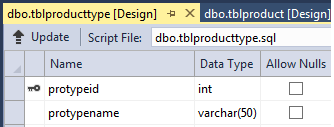 dbo.tblproducttype [Design] dbo.tblproduct [Design]
Update Script File: dbo.tblproducttype.sql
Name Data Type Allow Nulls
protypeid int
protypename varchar(50)